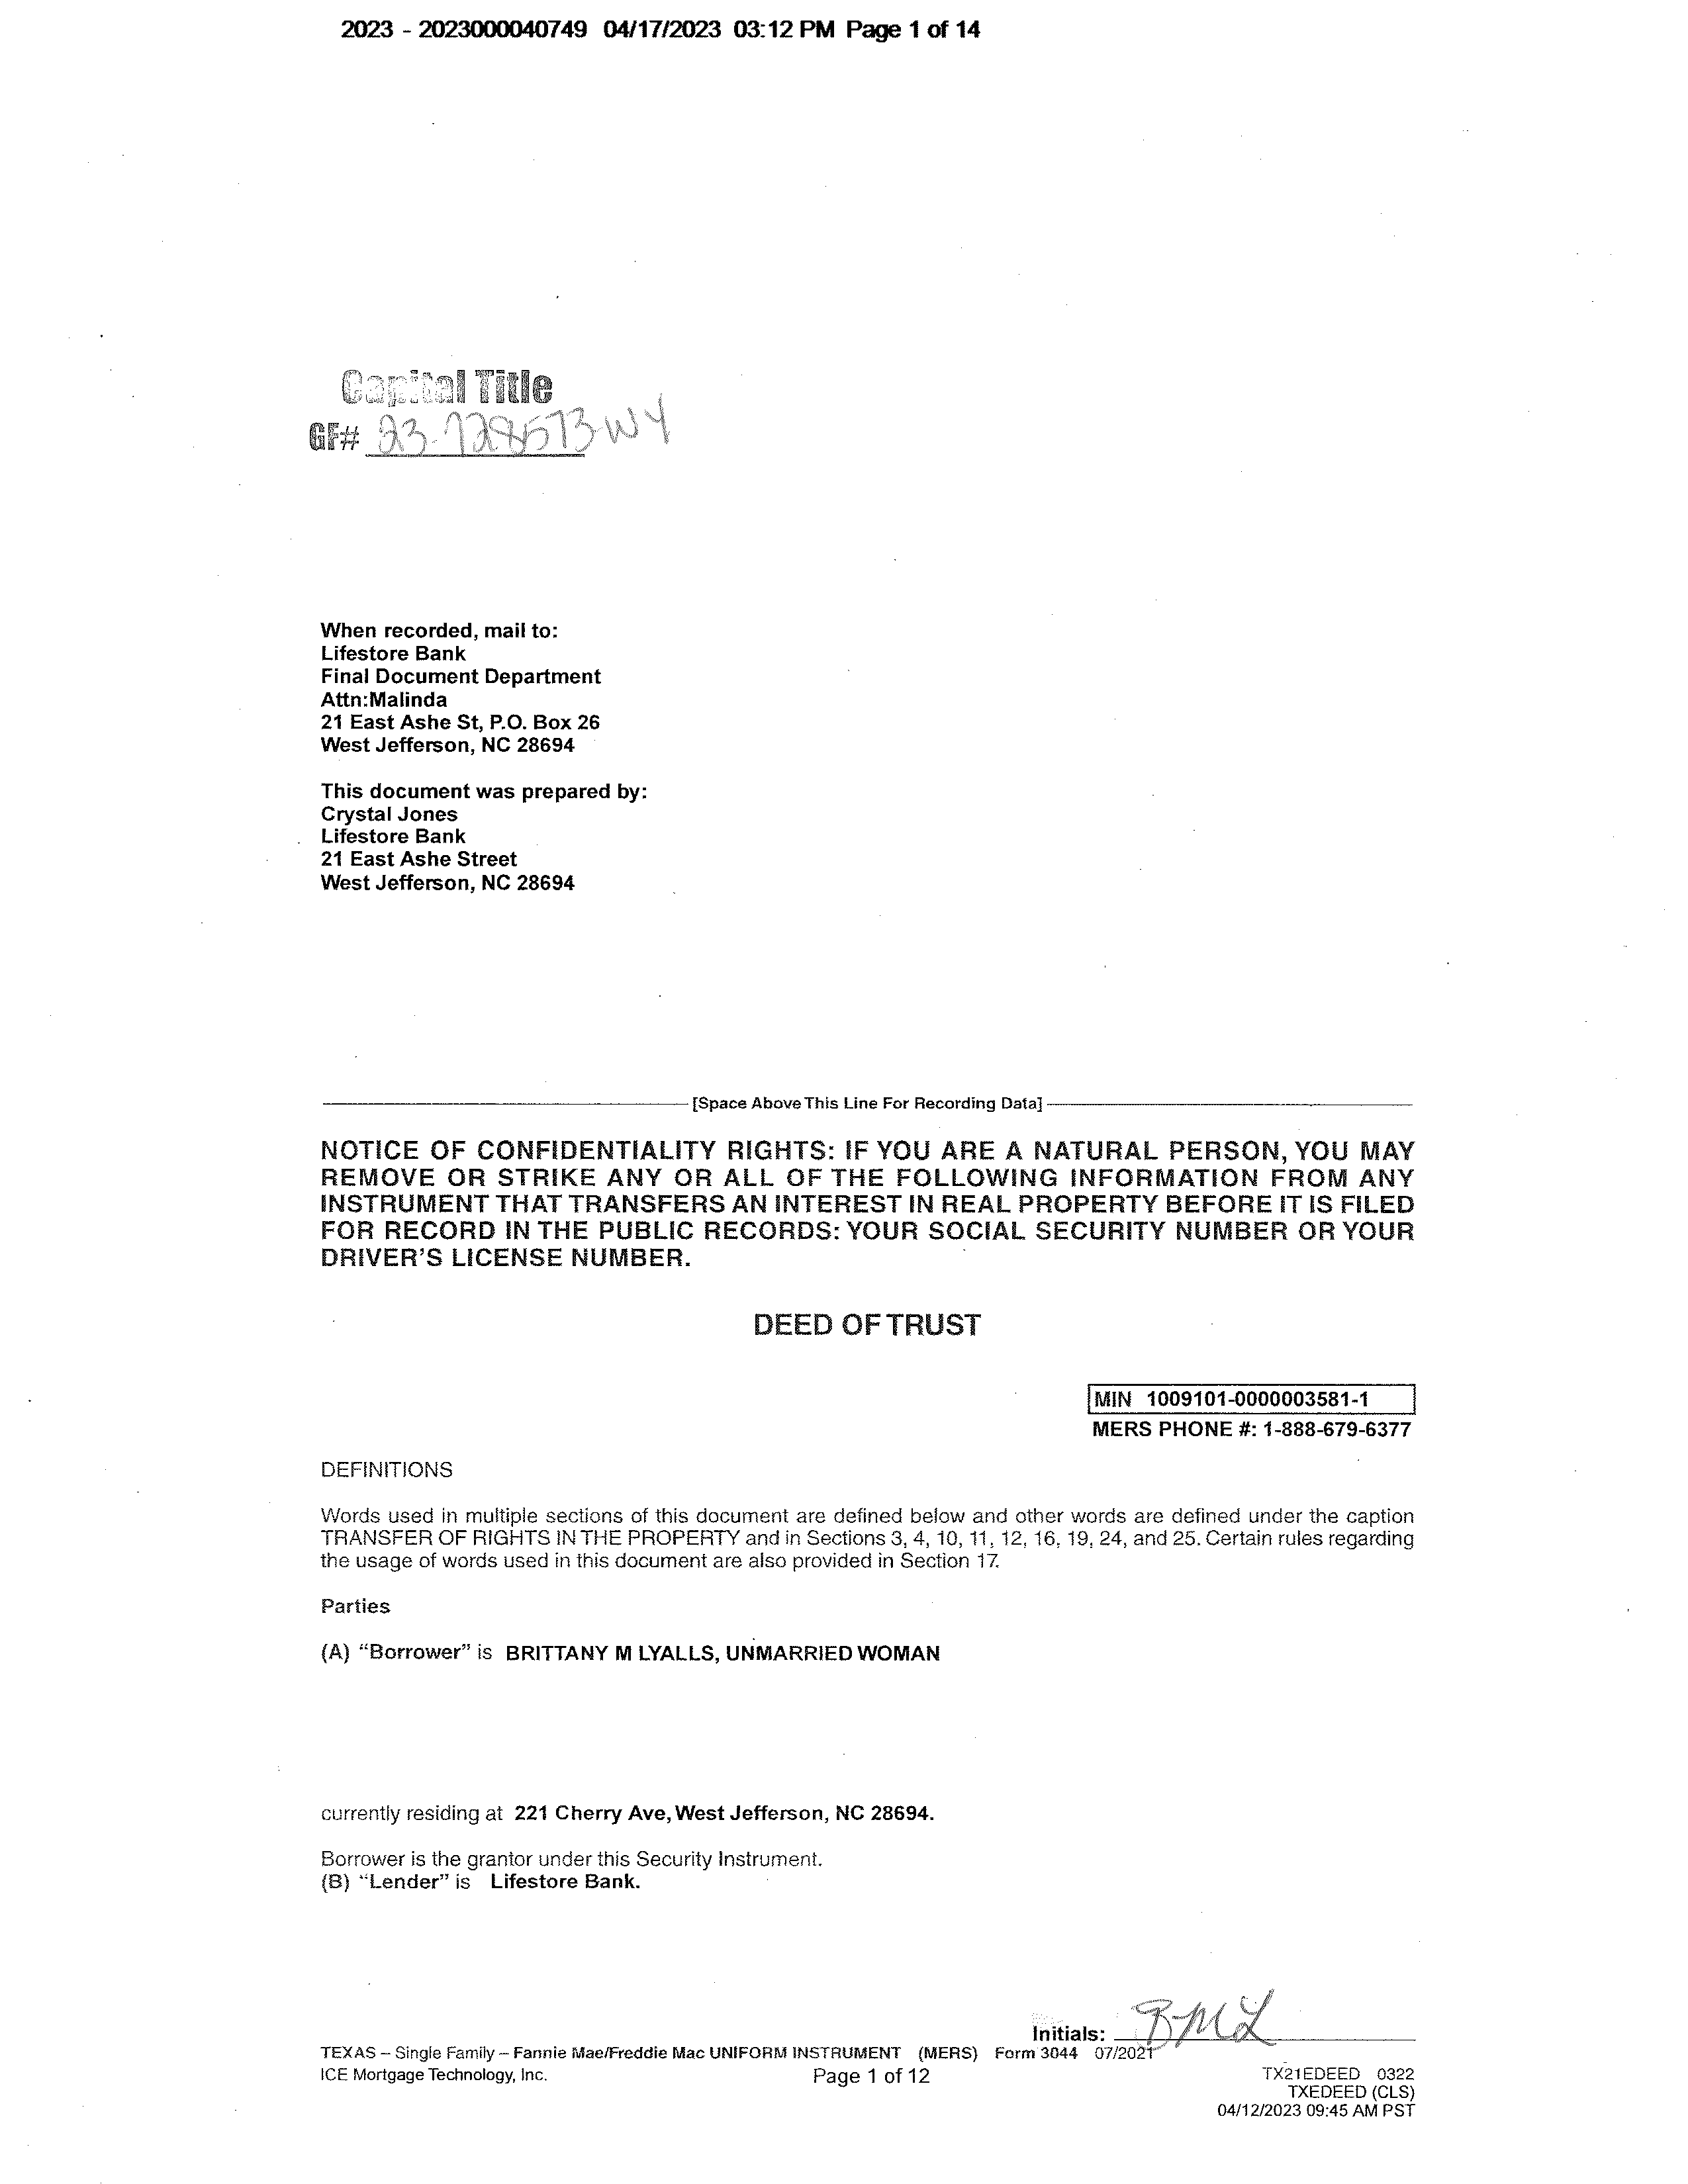 2023 - 2023000040749 04/17/2023 03:12 PM Page 1 of 14
Capital Title
GF# 23-728573-WY
When recorded, mail to:
Lifestore Bank
Final Document Department
Attn:Malinda
21 East Ashe St, P.O. Box 26
West Jefferson, NC 28694
This document was prepared by:
Crystal Jones
Lifestore Bank
21 East Ashe Street
West Jefferson, NC 28694
[Space Above This Line For Recording Data]
NOTICE OF CONFIDENTIALITY RIGHTS: IF YOU ARE A NATURAL PERSON, YOU MAY
REMOVE OR STRIKE ANY OR ALL OF THE FOLLOWING INFORMATION FROM ANY
INSTRUMENT THAT TRANSFERS AN INTEREST IN REAL PROPERTY BEFORE IT IS FILED
FOR RECORD IN THE PUBLIC RECORDS: YOUR SOCIAL SECURITY NUMBER OR YOUR
DRIVER'S LICENSE NUMBER.
DEED OF TRUST
MIN 1009101-0000003581-1
MERS PHONE #: 1-888-679-6377
DEFINITIONS
Words used in multiple sections of this document are defined below and other words are defined under the caption
TRANSFER OF RIGHTS IN THE PROPERTY and in Sections 3, 4, 10, 11, 12, 16, 19, 24, and 25. Certain rules regarding
the usage of words used in this document are also provided in Section 17.
Parties
(A) “Borrower” is BRITTANY M LYALLS, UNMARRIED WOMAN
currently residing at 221 Cherry Ave, West Jefferson, NC 28694.
Borrower is the grantor under this Security Instrument.
(B) “Lender” is Lifestore Bank.
Initials: BML
TEXAS – Single Family – Fannie Mae/Freddie Mac UNIFORM INSTRUMENT (MERS) Form 3044 07/2021
ICE Mortgage Technology, Inc. Page 1 of 12 TX21EDEED 0322
TXEDEED (CLS)
04/12/2023 09:45 AM PST